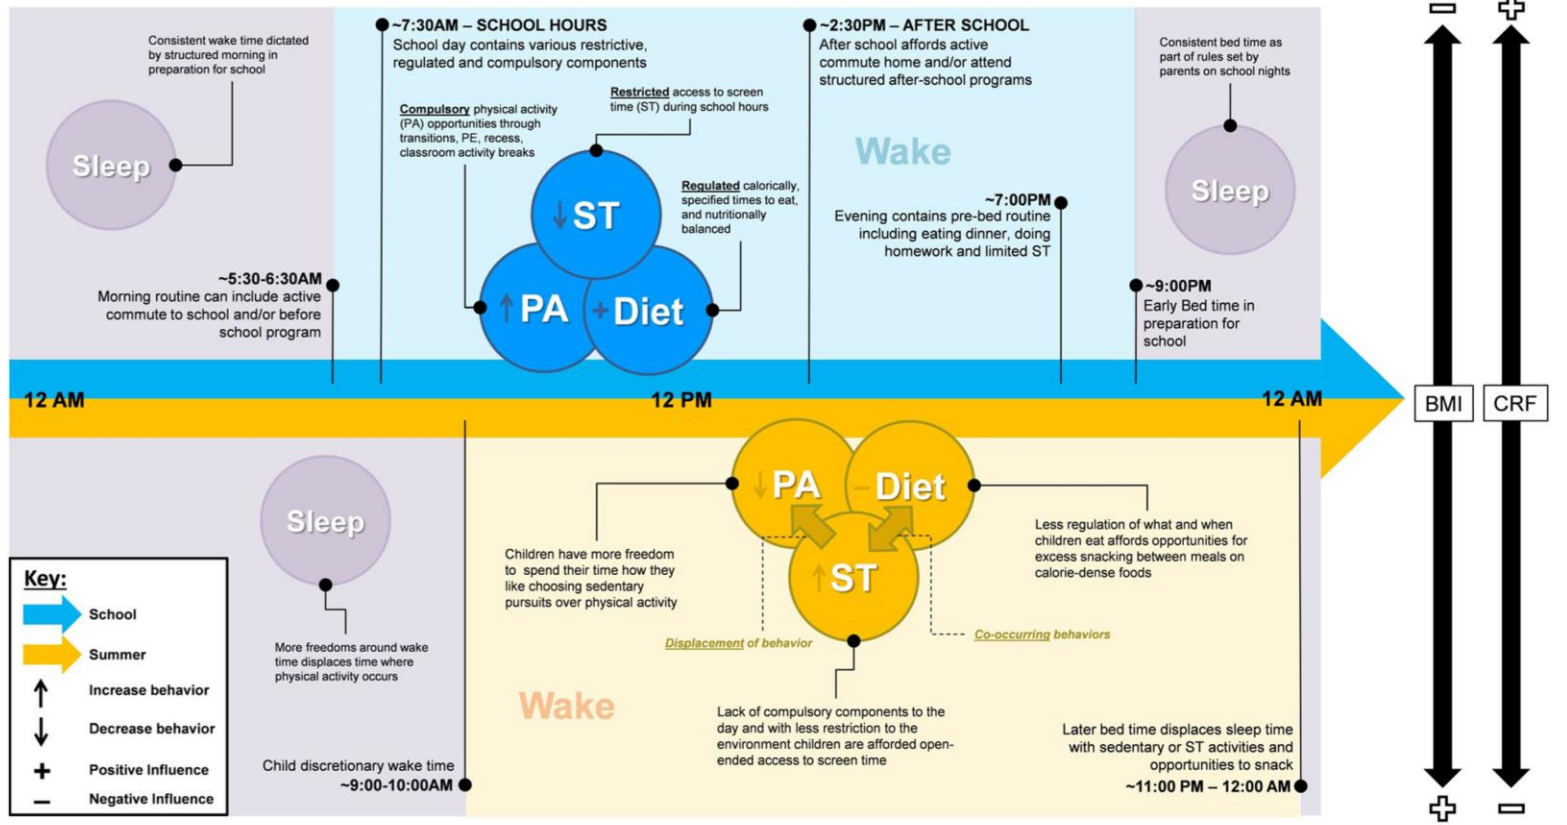 Consistent wake time dictated
by structured morning in
preparation for school
Sleep
~5:30-6:30AM
Morning routine can include active
commute to school and/or before
school program
~7:30AM – SCHOOL HOURS
School day contains various restrictive,
regulated and compulsory components
Compulsory physical activity
(PA) opportunities through
transitions, PE, recess,
classroom activity breaks
Restricted access to screen
time (ST) during school hours
Regulated calorically,
specified times to eat,
and nutritionally
balanced
↓ ST
↑ PA
+ Diet
~2:30PM – AFTER SCHOOL
After school affords active
commute home and/or attend
structured after-school programs
Wake
~7:00PM
Evening contains pre-bed routine
including eating dinner, doing
homework and limited ST
Consistent bed time as
part of rules set by
parents on school nights
Sleep
~9:00PM
Early Bed time in
preparation for
school
12 AM
12 PM
12 AM
Sleep
More freedoms around wake
time displaces time where
physical activity occurs
Child discretionary wake time
~9:00-10:00AM
Children have more freedom
to spend their time how they
like choosing sedentary
pursuits over physical activity
↓ PA
– Diet
↑ ST
Displacement of behavior
Co-occurring behaviors
Less regulation of what and when
children eat affords opportunities for
excess snacking between meals on
calorie-dense foods
Wake
Lack of compulsory components to the
day and with less restriction to the
environment children are afforded open-
ended access to screen time
Later bed time displaces sleep time
with sedentary or ST activities and
opportunities to snack
~11:00 PM – 12:00 AM
Key:
School
Summer
↑ Increase behavior
↓ Decrease behavior
+ Positive Influence
– Negative Influence
– +
BMI CRF
+ –